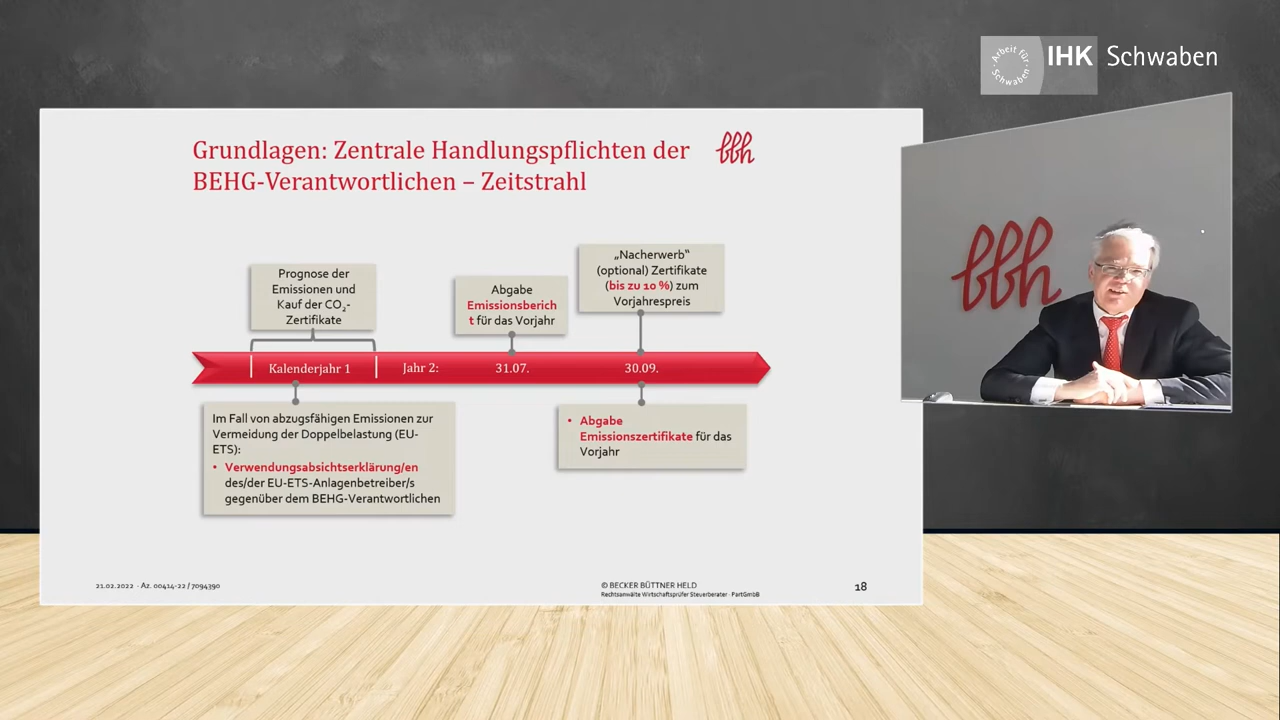 Arbeit für
Schwaben
IHK Schwaben
Grundlagen: Zentrale Handlungspflichten der
BEHG-Verantwortlichen – Zeitstrahl
bbh
bbh
Prognose der
Emissionen und
Kauf der CO₂-
Zertifikate
Abgabe
Emissionsberich
t für das Vorjahr
„Nacherwerb“
(optional) Zertifikate
(bis zu 10 %) zum
Vorjahrespreis
Kalenderjahr 1
Jahr 2:
31.07.
30.09.
Im Fall von abzugsfähigen Emissionen zur
Vermeidung der Doppelbelastung (EU-
ETS):
• Verwendungsabsichtserklärung/en
des/der EU-ETS-Anlagenbetreiber/s
gegenüber dem BEHG-Verantwortlichen
• Abgabe
Emissionszertifikate für das
Vorjahr
21.02.2022 · Az. 00414-22 / 7094390
© BECKER BÜTTNER HELD
Rechtsanwälte Wirtschaftsprüfer Steuerberater · PartGmbB
18